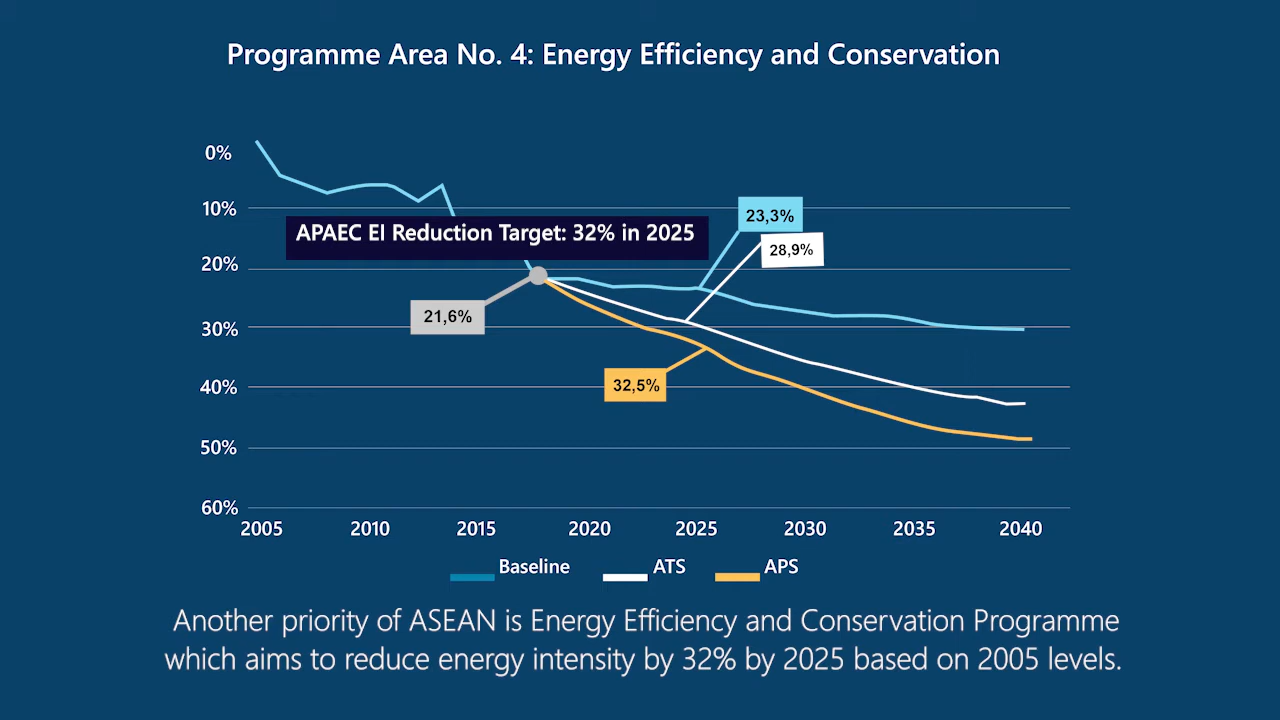 Programme Area No. 4: Energy Efficiency and Conservation
0%
10%
20%
30%
40%
50%
60%
APAEC EI Reduction Target: 32% in 2025
23,3%
28,9%
21,6%
32,5%
2005 2010 2015 2020 2025 2030 2035 2040
Baseline ATS APS
Another priority of ASEAN is Energy Efficiency and Conservation Programme
which aims to reduce energy intensity by 32% by 2025 based on 2005 levels.